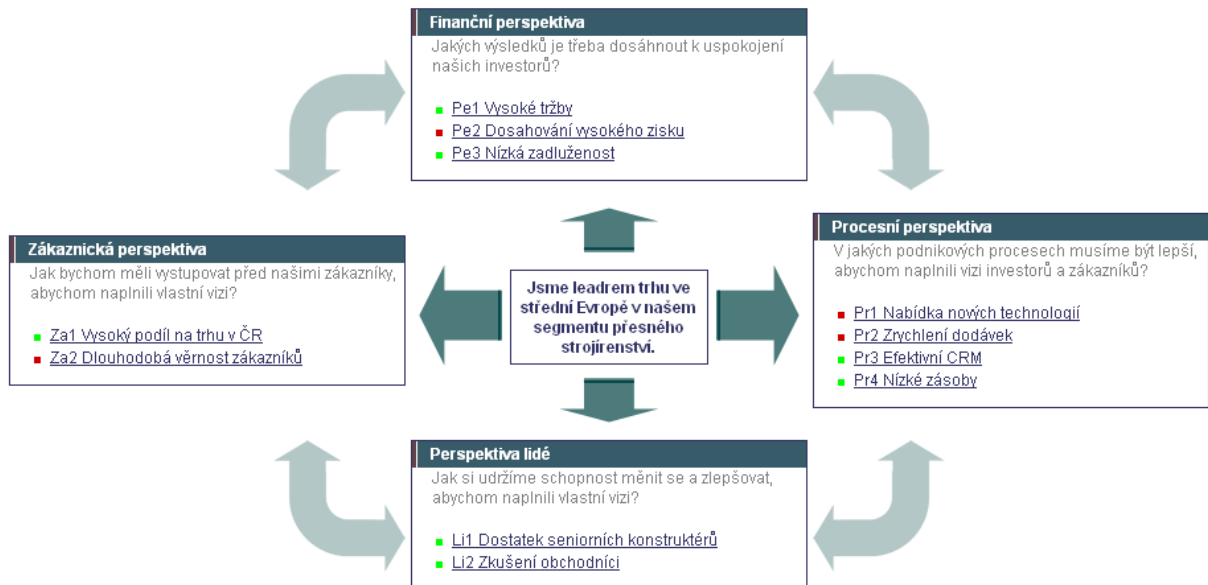 Finanční perspektiva
Jakých výsledků je třeba dosáhnout k uspokojení
našich investorů?
Pe1 Vysoké tržby
Pe2 Dosahování vysokého zisku
Pe3 Nízká zadluženost
Zákaznická perspektiva
Jak bychom měli vystupovat před našimi zákazníky,
abychom naplnili vlastní vizi?
Za1 Vysoký podíl na trhu v ČR
Za2 Dlouhodobá věrnost zákazníků
Jsme leadrem trhu ve
střední Evropě v našem
segmentu přesného
strojírenství.
Procesní perspektiva
V jakých podnikových procesech musíme být lepší,
abychom naplnili vizi investorů a zákazníků?
Pr1 Nabídka nových technologií
Pr2 Zrychlení dodávek
Pr3 Efektivní CRM
Pr4 Nízké zásoby
Perspektiva lidé
Jak si udržíme schopnost měnit se a zlepšovat,
abychom naplnili vlastní vizi?
Li1 Dostatek seniorních konstruktérů
Li2 Zkušení obchodníci